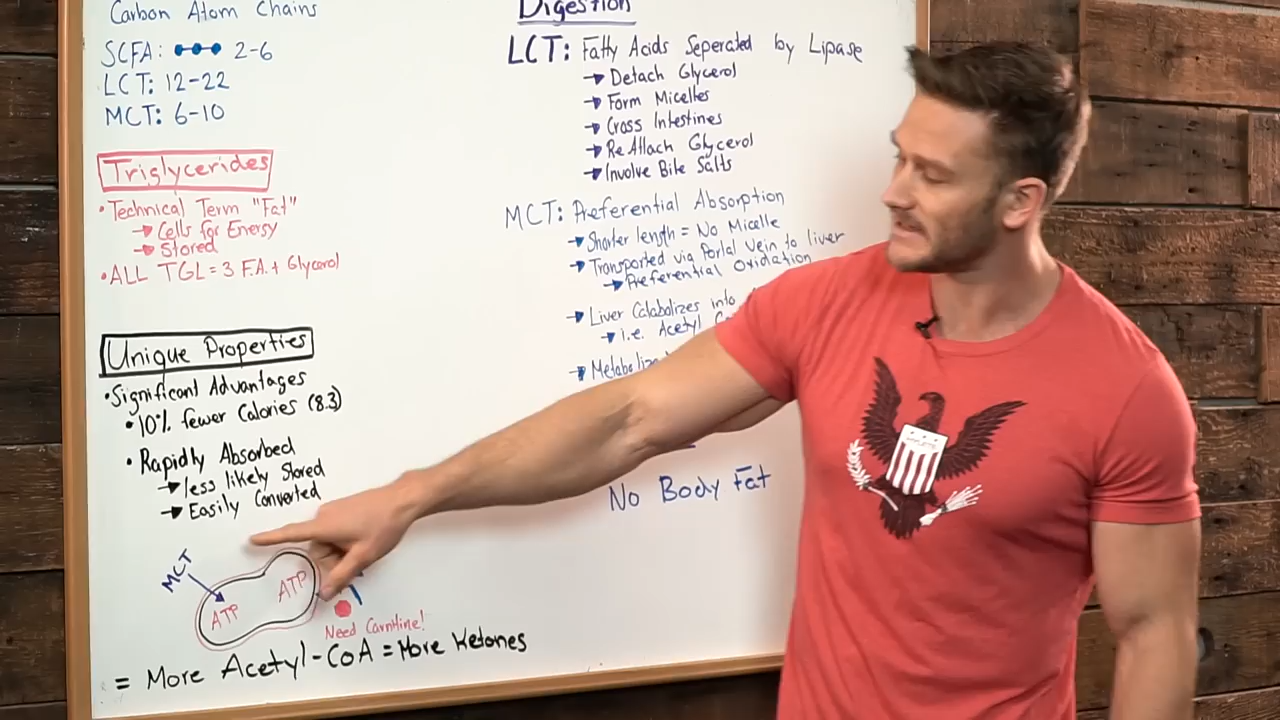 Carbon Atom Chains
SCFA: 2-6
LCT: 12-22
MCT: 6-10
Triglycerides
• Technical Term "Fat"
→ Cells for Energy
→ Stored
• ALL TGL = 3 F.A. + Glycerol
Unique Properties
• Significant Advantages
• 10% fewer Calories (8.3)
• Rapidly Absorbed
→ less likely Stored
→ Easily Converted
MCT
ATP
ATP
Need Carnitine!
= More Acetyl-CoA = More Ketones
Digestion
LCT: Fatty Acids Seperated by Lipase
→ Detach Glycerol
→ Form Micelles
→ Cross Intestines
→ ReAttach Glycerol
→ Involve Bile Salts
MCT: Preferential Absorption
→ Shorter length = No Micelle
→ Transported via Portal Vein to liver
→ Preferential Oxidation
→ Liver Catabolizes into
→ i.e. Acetyl
→ Metabolize
No Body Fat